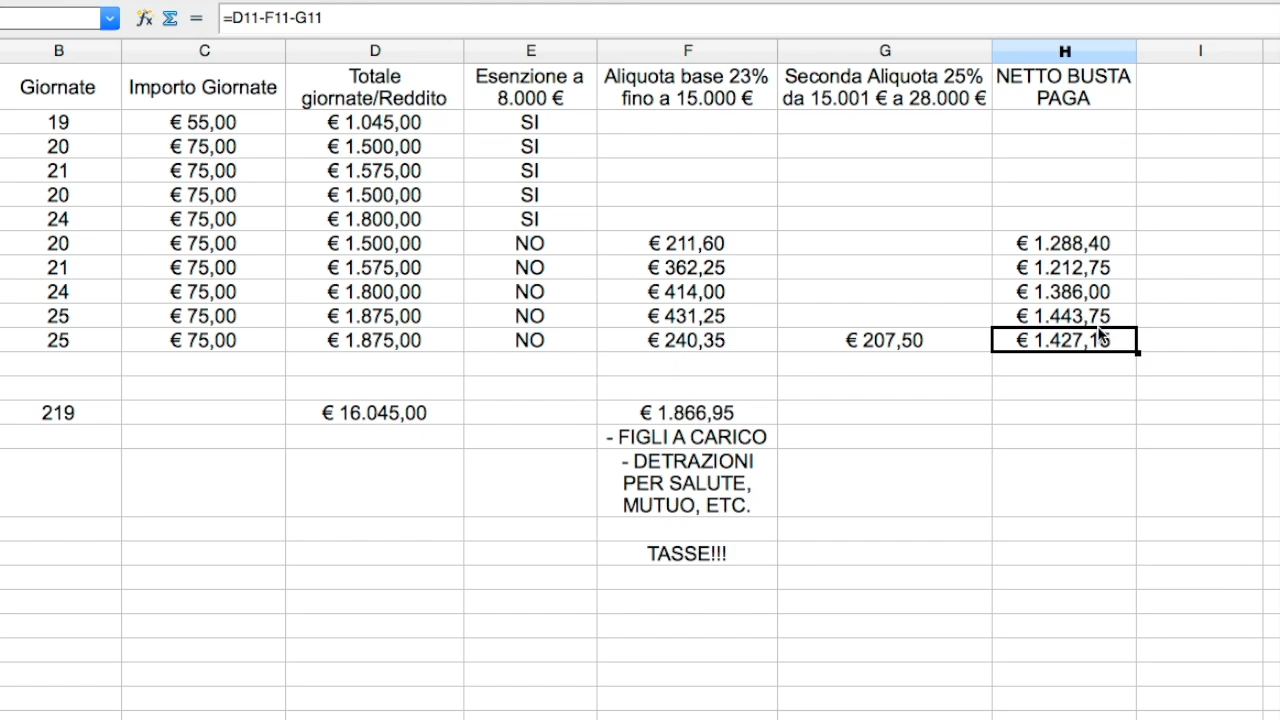 =D11-F11-G11
B C D E F G H I
Giornate Importo Giornate Totale giornate/Reddito Esenzione a 8.000 € Aliquota base 23% fino a 15.000 € Seconda Aliquota 25% da 15.001 € a 28.000 € NETTO BUSTA PAGA
19 € 55,00 € 1.045,00 SI
20 € 75,00 € 1.500,00 SI
21 € 75,00 € 1.575,00 SI
20 € 75,00 € 1.500,00 SI
24 € 75,00 € 1.800,00 SI
20 € 75,00 € 1.500,00 NO € 211,60 € 1.288,40
21 € 75,00 € 1.575,00 NO € 362,25 € 1.212,75
24 € 75,00 € 1.800,00 NO € 414,00 € 1.386,00
25 € 75,00 € 1.875,00 NO € 431,25 € 1.443,75
25 € 75,00 € 1.875,00 NO € 240,35 € 207,50 € 1.427,15
219 € 16.045,00 € 1.866,95
- FIGLI A CARICO
- DETRAZIONI
PER SALUTE,
MUTUO, ETC.
TASSE!!!